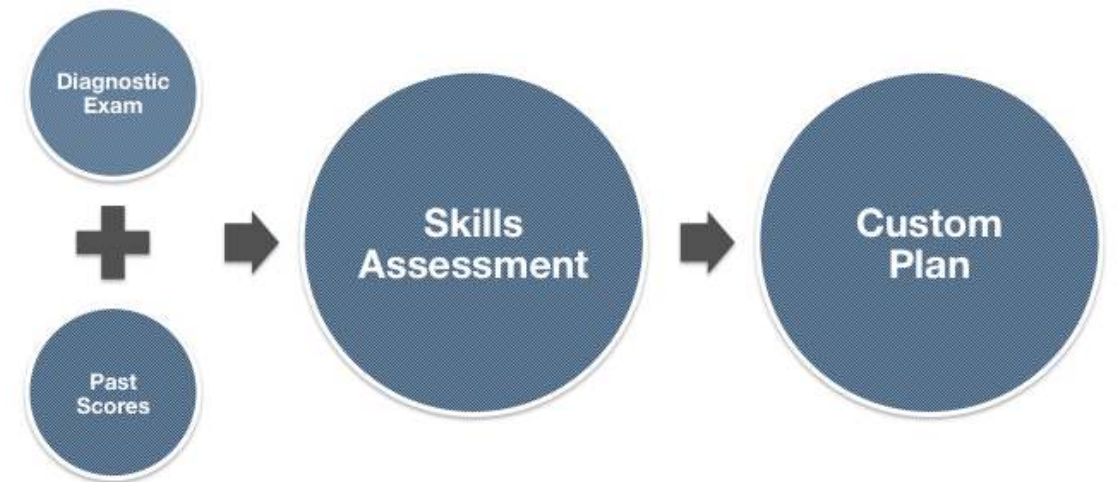 Diagnostic
Exam
Past
Scores
Skills
Assessment
Custom
Plan